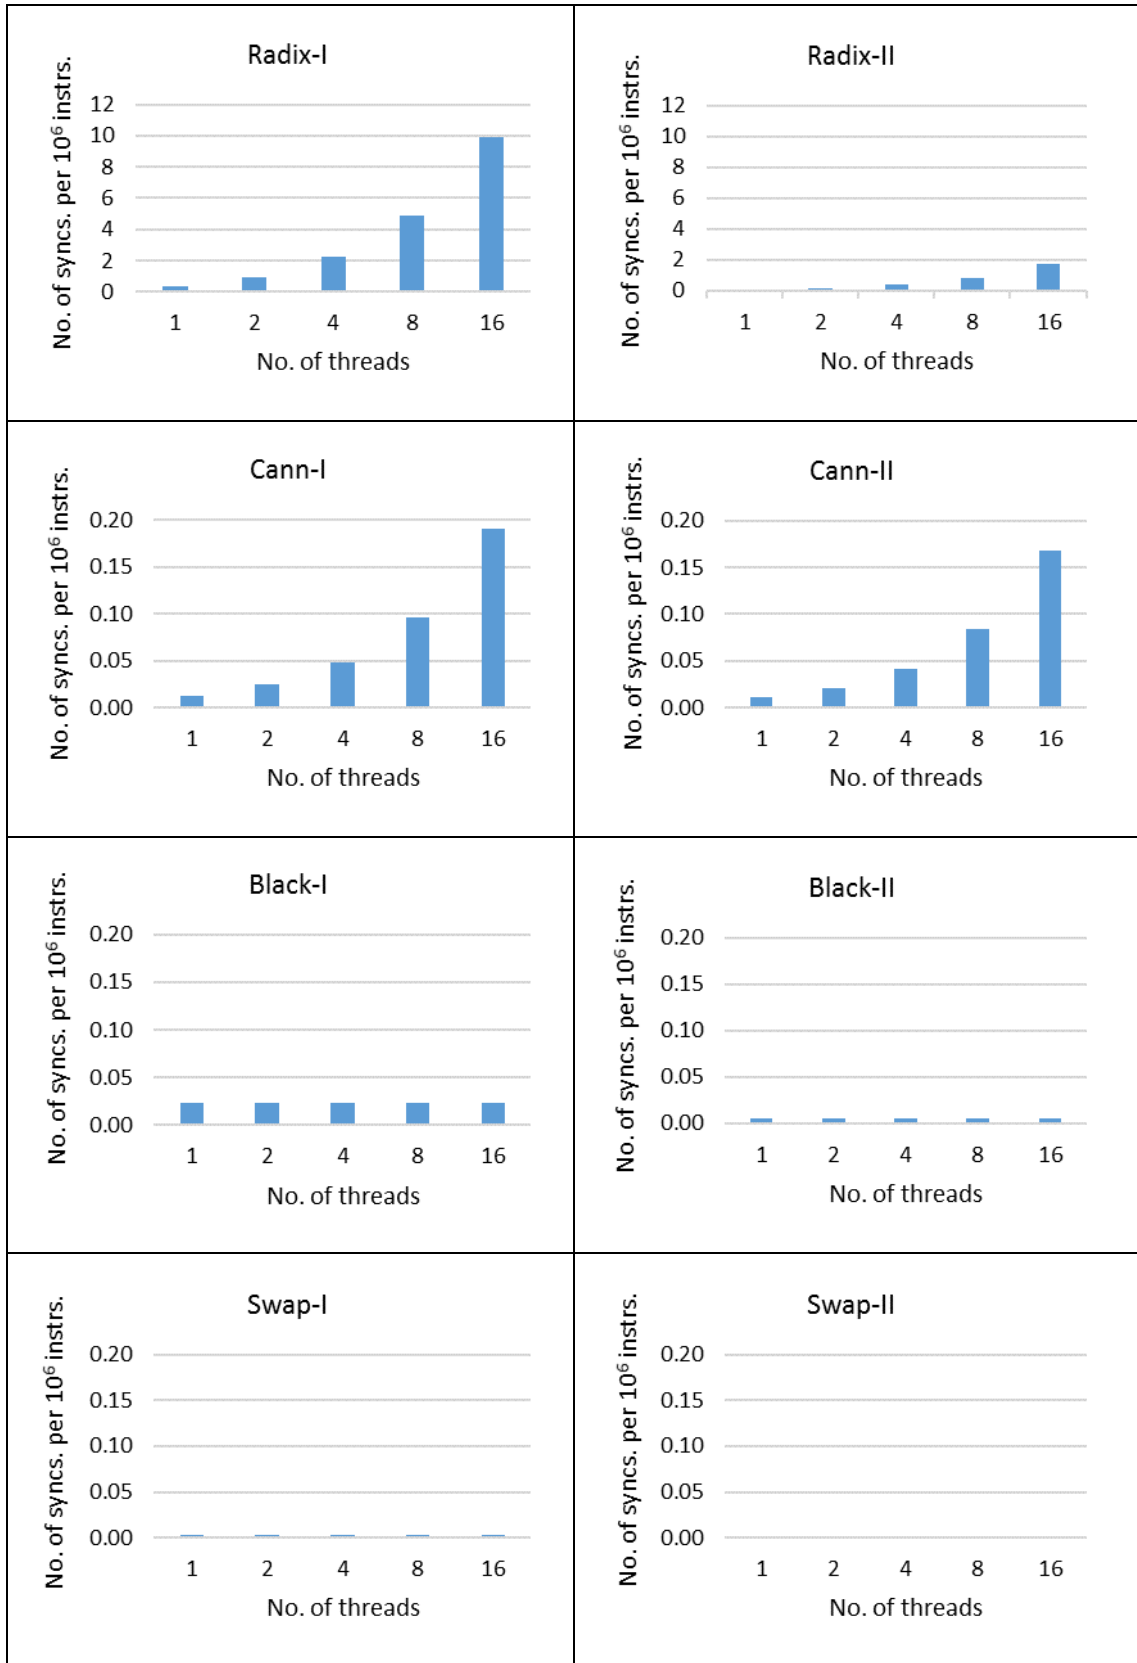 Radix-I
No. of syncs. per 10⁶ instrs.
12
10
8
6
4
2
0
1 2 4 8 16
No. of threads
Radix-II
No. of syncs. per 10⁶ instrs.
12
10
8
6
4
2
0
1 2 4 8 16
No. of threads
Cann-I
No. of syncs. per 10⁶ instrs.
0.20
0.15
0.10
0.05
0.00
1 2 4 8 16
No. of threads
Cann-II
No. of syncs. per 10⁶ instrs.
0.20
0.15
0.10
0.05
0.00
1 2 4 8 16
No. of threads
Black-I
No. of syncs. per 10⁶ instrs.
0.20
0.15
0.10
0.05
0.00
1 2 4 8 16
No. of threads
Black-II
No. of syncs. per 10⁶ instrs.
0.20
0.15
0.10
0.05
0.00
1 2 4 8 16
No. of threads
Swap-I
No. of syncs. per 10⁶ instrs.
0.20
0.15
0.10
0.05
0.00
1 2 4 8 16
No. of threads
Swap-II
No. of syncs. per 10⁶ instrs.
0.20
0.15
0.10
0.05
0.00
1 2 4 8 16
No. of threads